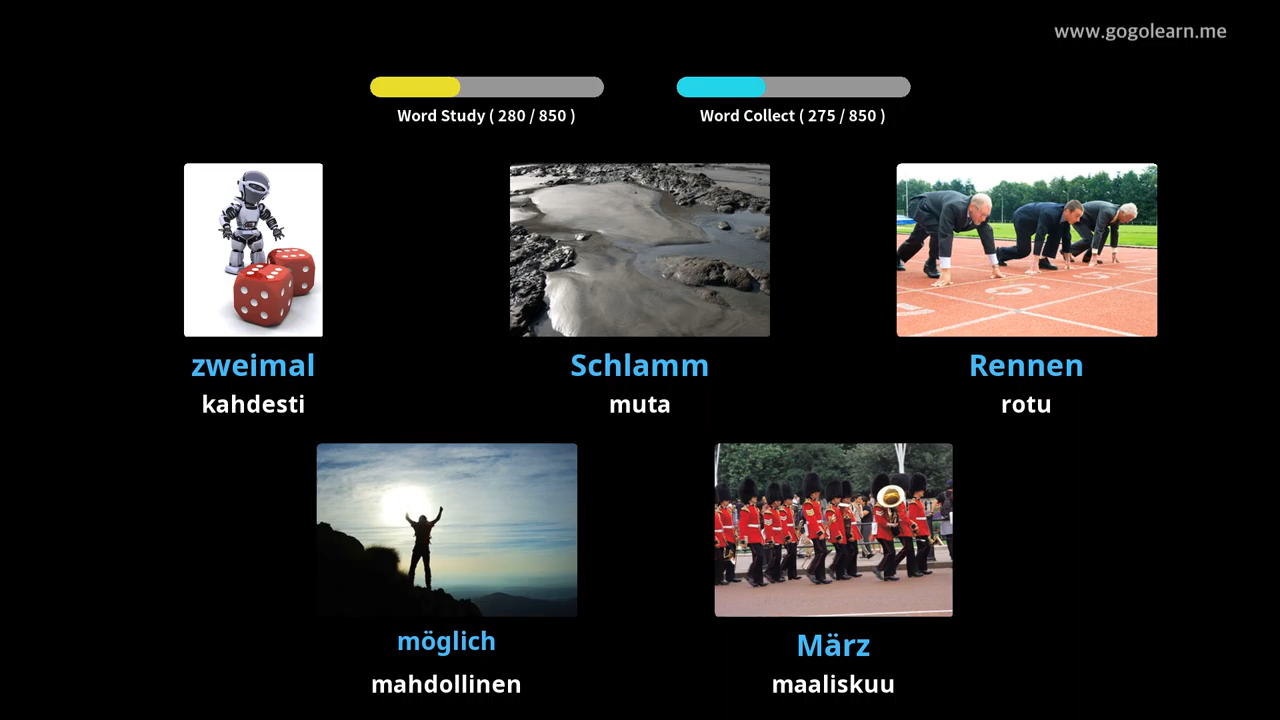 www.gogolearn.me
Word Study ( 280 / 850 )
Word Collect ( 275 / 850 )
zweimal
kahdesti
Schlamm
muta
Rennen
rotu
möglich
mahdollinen
März
maaliskuu